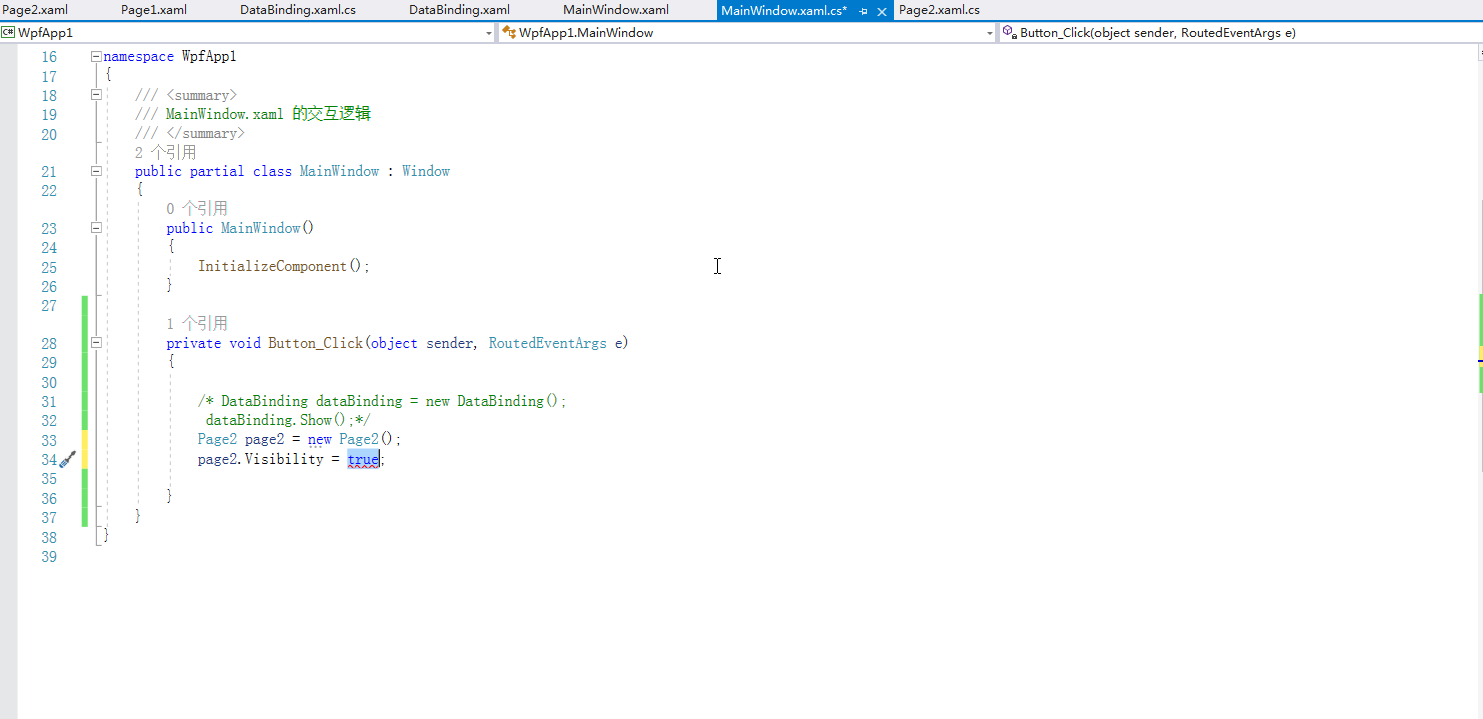 Page2.xaml Page1.xaml DataBinding.xaml.cs DataBinding.xaml MainWindow.xaml MainWindow.xaml.cs* Page2.xaml.cs
C# WpfApp1 WpfApp1.MainWindow Button_Click(object sender, RoutedEventArgs e)
16 namespace WpfApp1
17 {
18 /// <summary>
19 /// MainWindow.xaml 的交互逻辑
20 /// </summary>
2 个引用
21 public partial class MainWindow : Window
22 {
0 个引用
23 public MainWindow()
24 {
25 InitializeComponent();
26 }
27
1 个引用
28 private void Button_Click(object sender, RoutedEventArgs e)
29 {
30
31 /* DataBinding dataBinding = new DataBinding();
32 dataBinding.Show();*/
33 Page2 page2 = new Page2();
34 page2.Visibility = true;
35
36 }
37 }
38 }
39